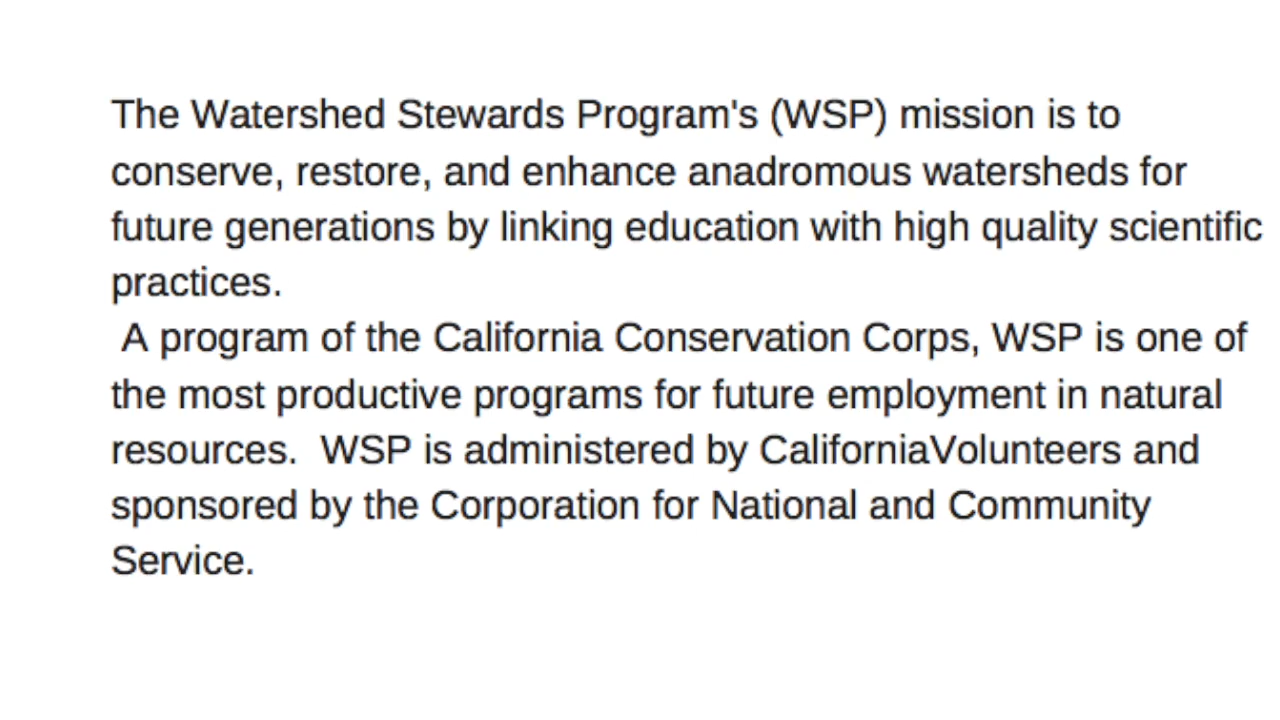 The Watershed Stewards Program's (WSP) mission is to
conserve, restore, and enhance anadromous watersheds for
future generations by linking education with high quality scientific
practices.
A program of the California Conservation Corps, WSP is one of
the most productive programs for future employment in natural
resources.  WSP is administered by CaliforniaVolunteers and
sponsored by the Corporation for National and Community
Service.